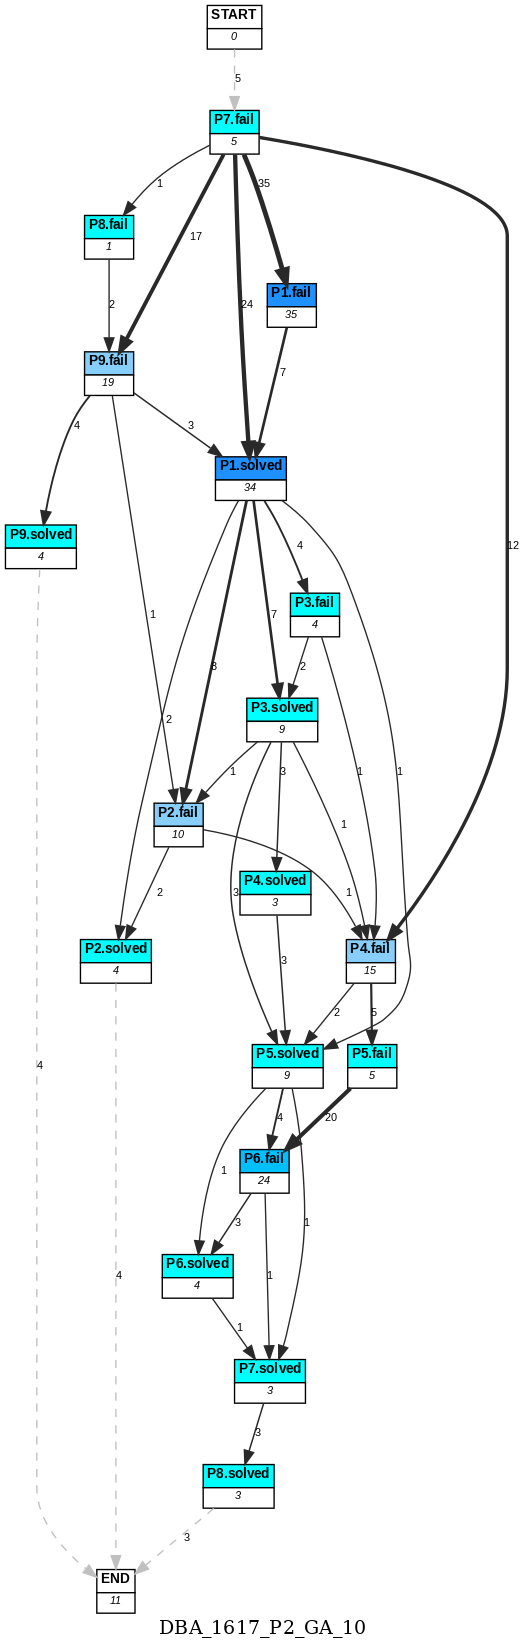 START
0
5
P7.fail
5
1
35
P8.fail
1
17
P1.fail
35
24
2
P9.fail
19
7
4
3
P1.solved
34
P9.solved
4
12
4
P3.fail
4
1
7
2
8
P3.solved
9
2
1
3
1
1
P2.fail
10
1
P4.solved
3
2
3
1
P2.solved
4
P4.fail
15
3
2
5
P5.solved
9
P5.fail
5
4
4
20
P6.fail
24
1
3
1
P6.solved
4
1
4
1
P7.solved
3
3
P8.solved
3
3
END
11
DBA_1617_P2_GA_10